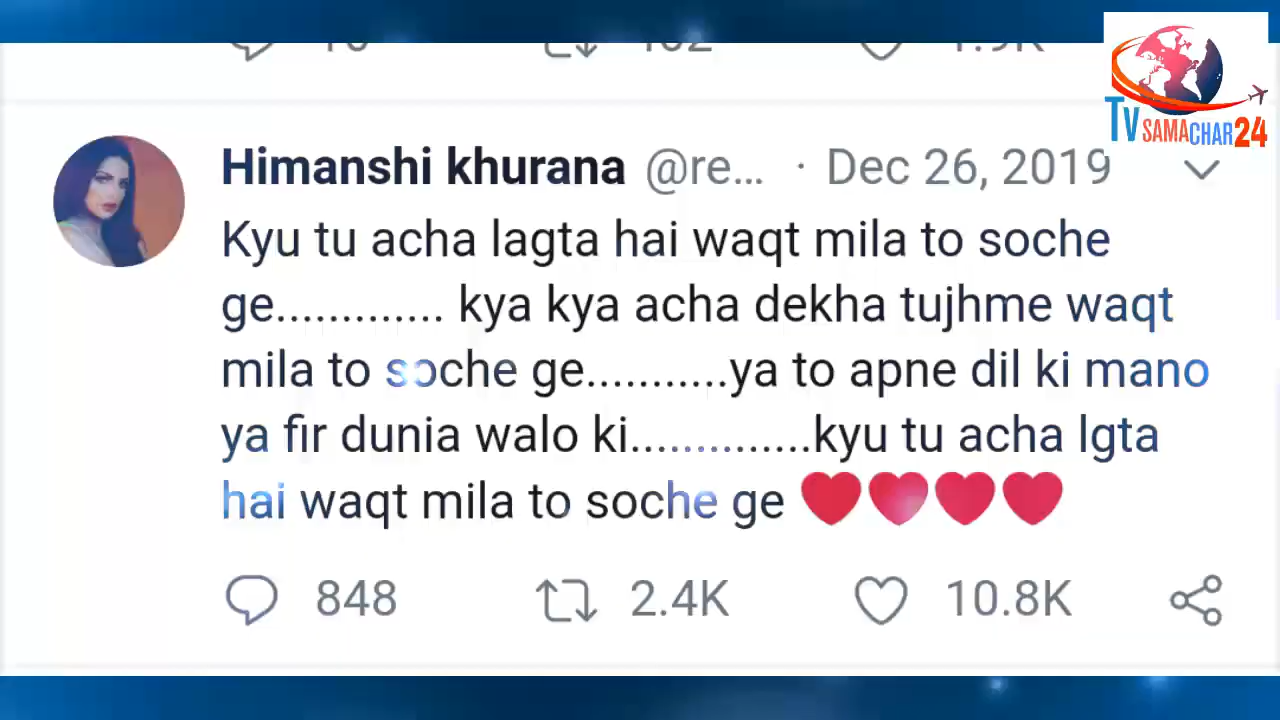 TV SAMACHAR 24
Himanshi khurana @re... · Dec 26, 2019
Kyu tu acha lagta hai waqt mila to soche
ge............. kya kya acha dekha tujhme waqt
mila to soche ge...........ya to apne dil ki mano
ya fir dunia walo ki..............kyu tu acha lgta
hai waqt mila to soche ge ❤️❤️❤️❤️
848 2.4K 10.8K